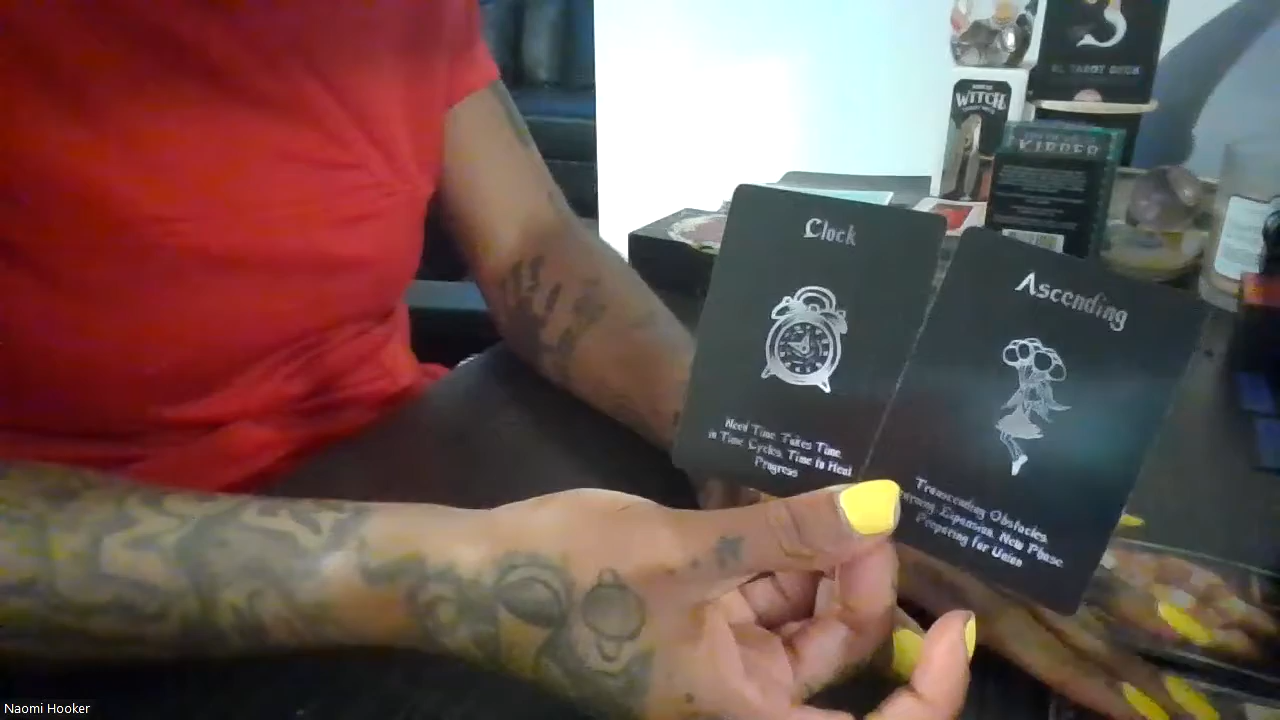 EL TAROT DECK
WITCH
KIPPER
Clock
Need Time, Takes Time,
in Time, Cycles, Time to Heal
Progress
Ascending
Transcending Obstacles,
Expansion, New Phase,
Preparing for Union
Naomi Hooker